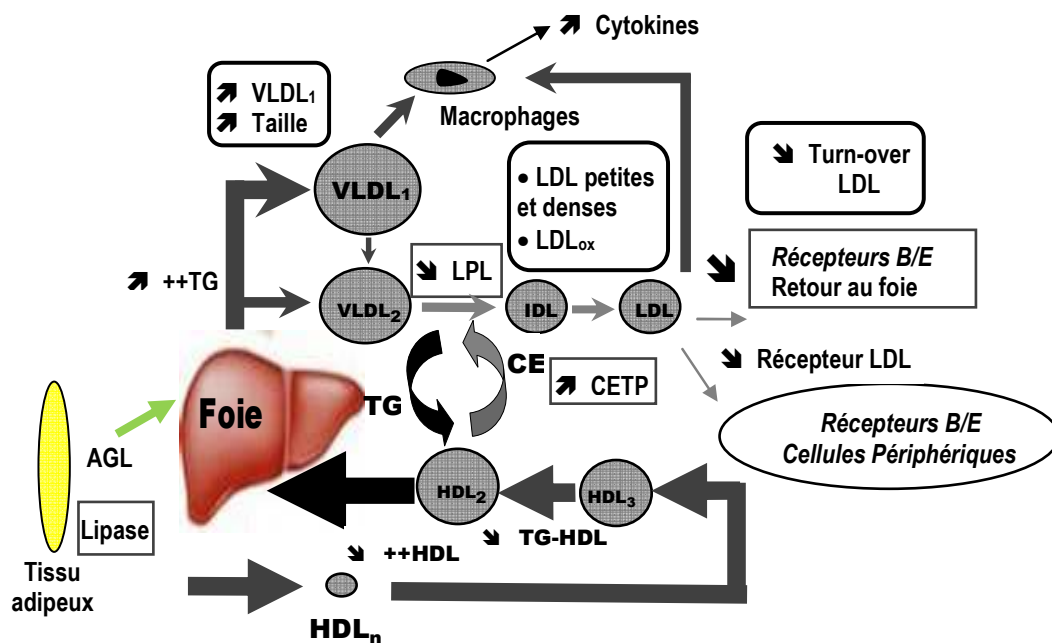 ↗ Cytokines
↗ VLDL₁
↗ Taille
Macrophages
↘ Turn-over
LDL
• LDL petites
et denses
• LDLox
VLDL₁
↘ LPL
↘
Récepteurs B/E
Retour au foie
↗ ++TG
VLDL₂
IDL
LDL
↘ Récepteur LDL
CE
↗ CETP
TG
Foie
Récepteurs B/E
Cellules Périphériques
AGL
HDL₂
HDL₃
Lipase
↘ TG-HDL
↘ ++HDL
Tissu
adipeux
HDLn